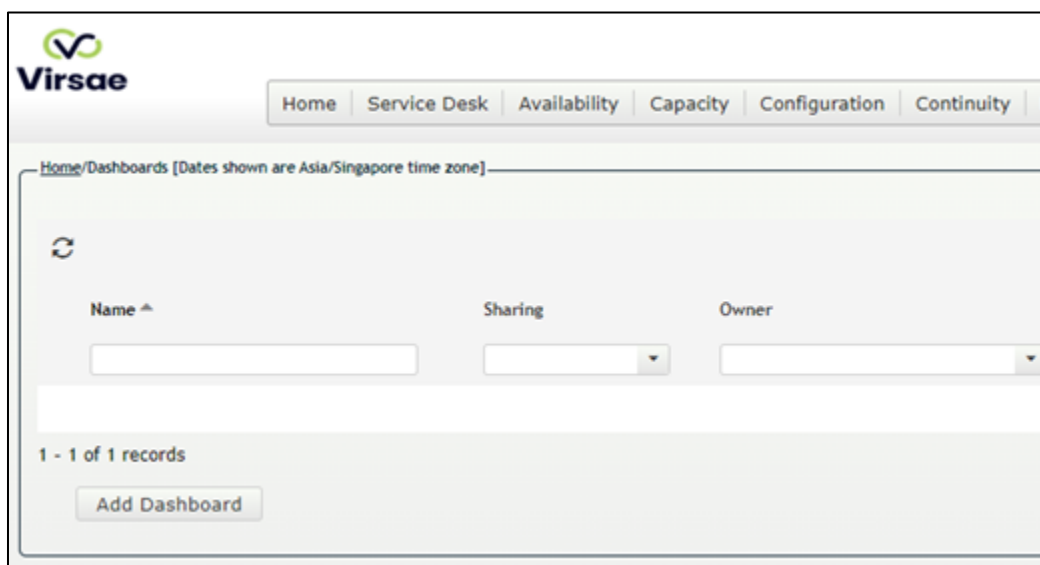 Virsae
Home Service Desk Availability Capacity Configuration Continuity
Home/Dashboards [Dates shown are Asia/Singapore time zone]
Name Sharing Owner
1 - 1 of 1 records
Add Dashboard